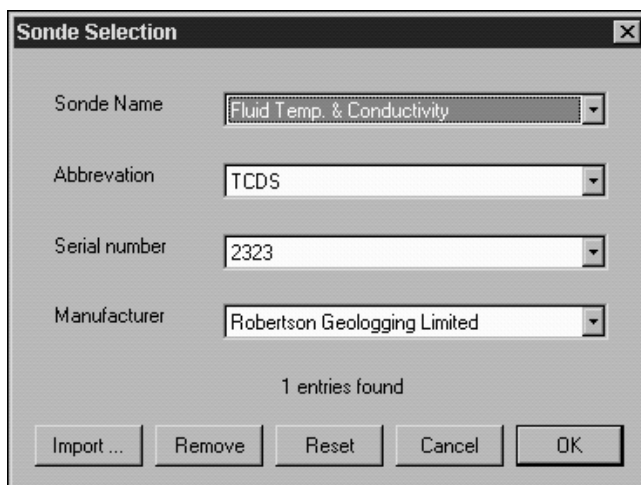 Sonde Selection
Sonde Name Fluid Temp. & Conductivity
Abbrevation TCDS
Serial number 2323
Manufacturer Robertson Geologging Limited
1 entries found
Import ... Remove Reset Cancel OK